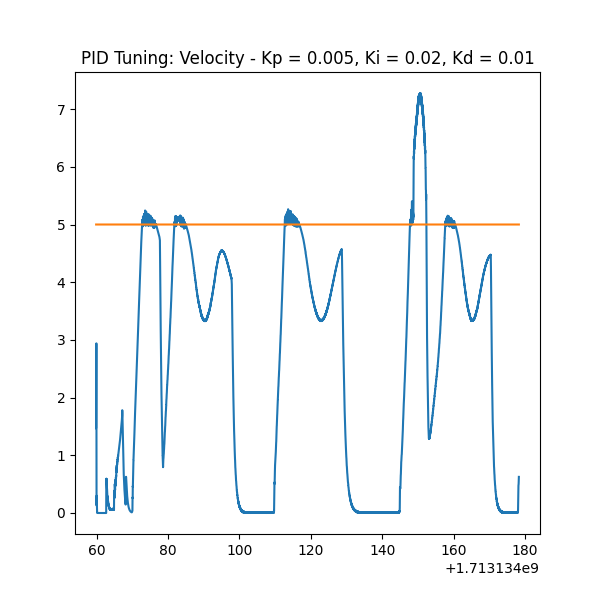 PID Tuning: Velocity - Kp = 0.005, Ki = 0.02, Kd = 0.01
7
6
5
4
3
2
1
0
60 80 100 120 140 160 180
+1.713134e9